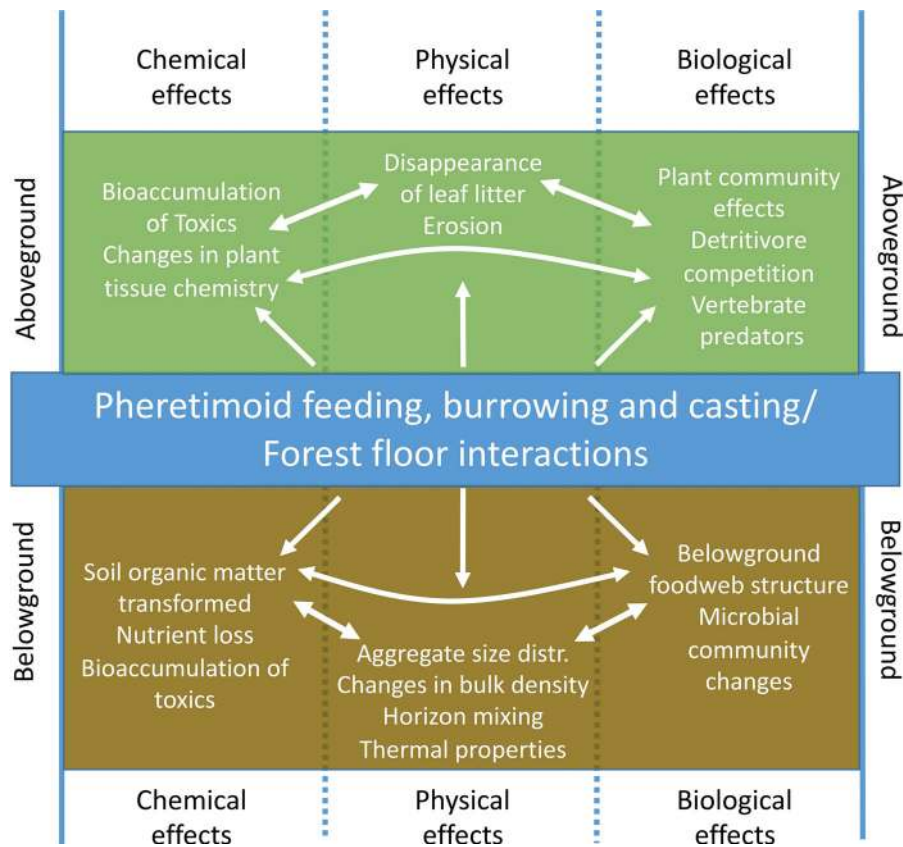 Chemical
effects
Physical
effects
Biological
effects
Aboveground
Bioaccumulation
of Toxics
Changes in plant
tissue chemistry
Disappearance
of leaf litter
Erosion
Plant community
effects
Detritivore
competition
Vertebrate
predators
Aboveground
Pheretimoid feeding, burrowing and casting/
Forest floor interactions
Belowground
Soil organic matter
transformed
Nutrient loss
Bioaccumulation of
toxics
Aggregate size distr.
Changes in bulk density
Horizon mixing
Thermal properties
Belowground
foodweb structure
Microbial
community
changes
Belowground
Chemical
effects
Physical
effects
Biological
effects